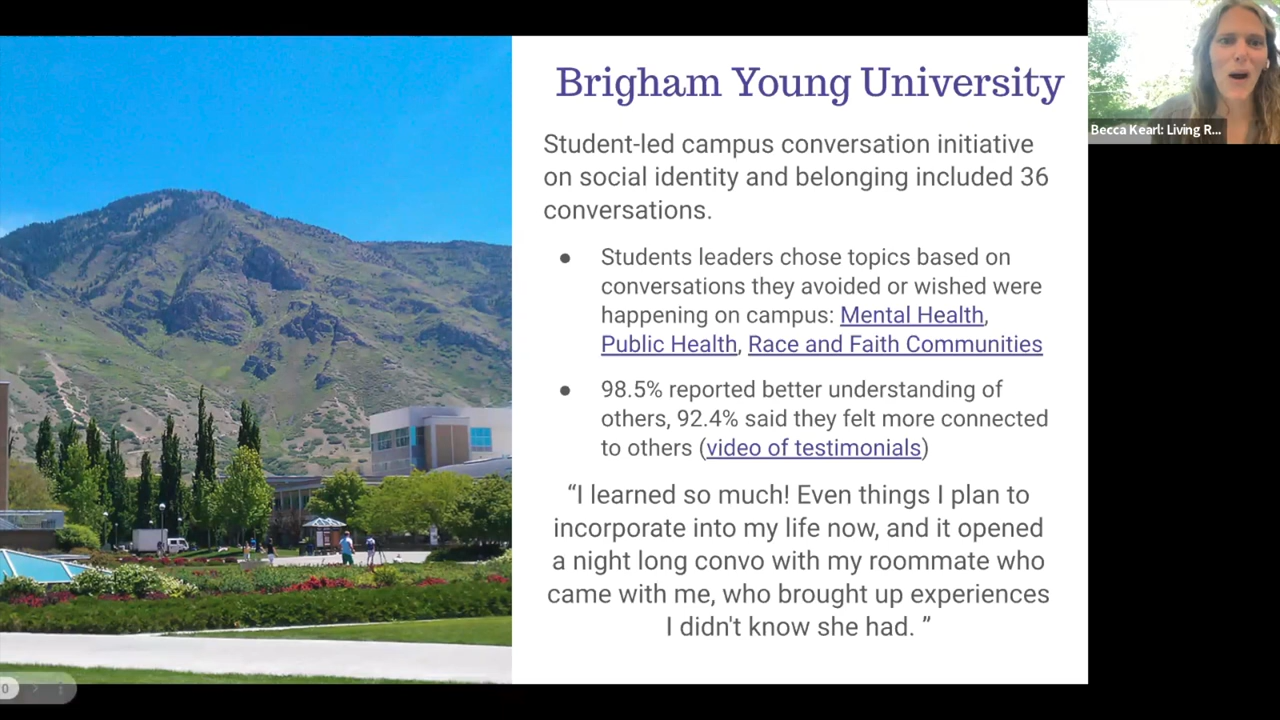 Brigham Young University
Student-led campus conversation initiative
on social identity and belonging included 36
conversations.
● Students leaders chose topics based on
conversations they avoided or wished were
happening on campus: Mental Health,
Public Health, Race and Faith Communities
● 98.5% reported better understanding of
others, 92.4% said they felt more connected
to others (video of testimonials)
“I learned so much! Even things I plan to
incorporate into my life now, and it opened
a night long convo with my roommate who
came with me, who brought up experiences
I didn't know she had. ”
Becca Kearl: Living R...